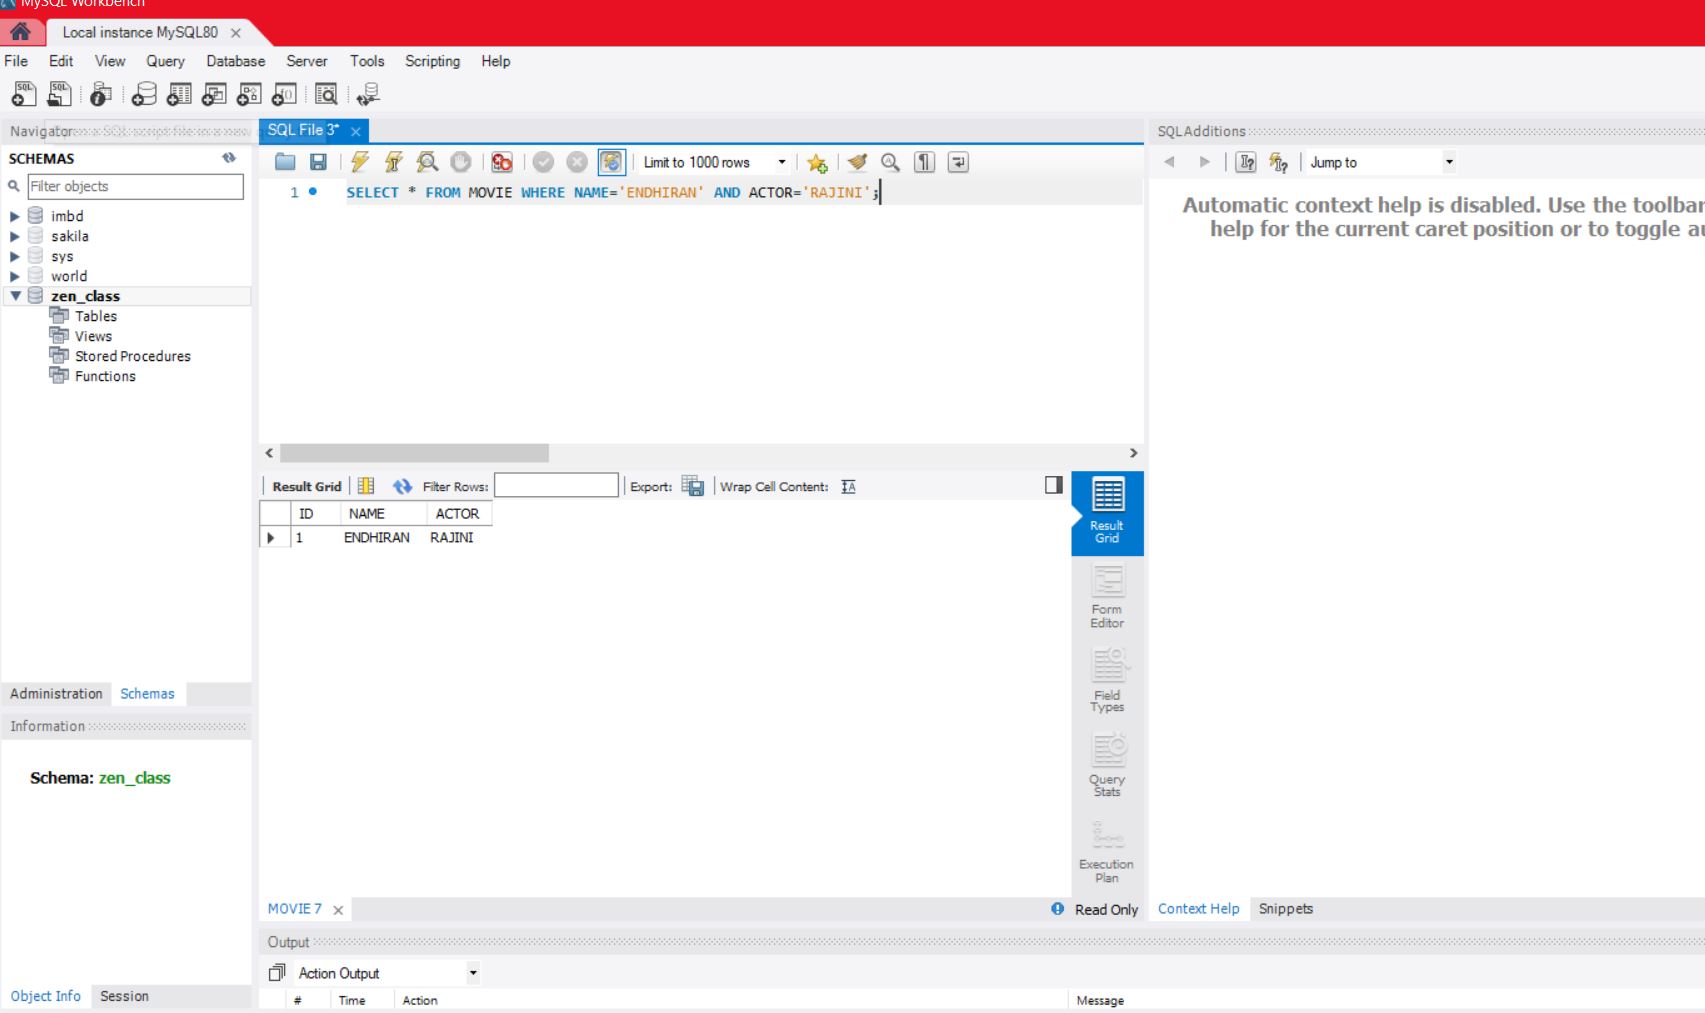 MySQL Workbench
Local instance MySQL80
File Edit View Query Database Server Tools Scripting Help
Navigator
SCHEMAS
Filter objects
imbd
sakila
sys
world
zen_class
Tables
Views
Stored Procedures
Functions
Administration Schemas
Information
Schema: zen_class
Object Info Session
SQL File 3*
Limit to 1000 rows
1 SELECT * FROM MOVIE WHERE NAME='ENDHIRAN' AND ACTOR='RAJINI';
Result Grid Filter Rows: Export: Wrap Cell Content:
ID NAME ACTOR
1 ENDHIRAN RAJINI
Result
Grid
Form
Editor
Field
Types
Query
Stats
Execution
Plan
MOVIE 7
Read Only
Output
Action Output
# Time Action Message
SQLAdditions
Jump to
Automatic context help is disabled. Use the toolbar
help for the current caret position or to toggle
Context Help Snippets